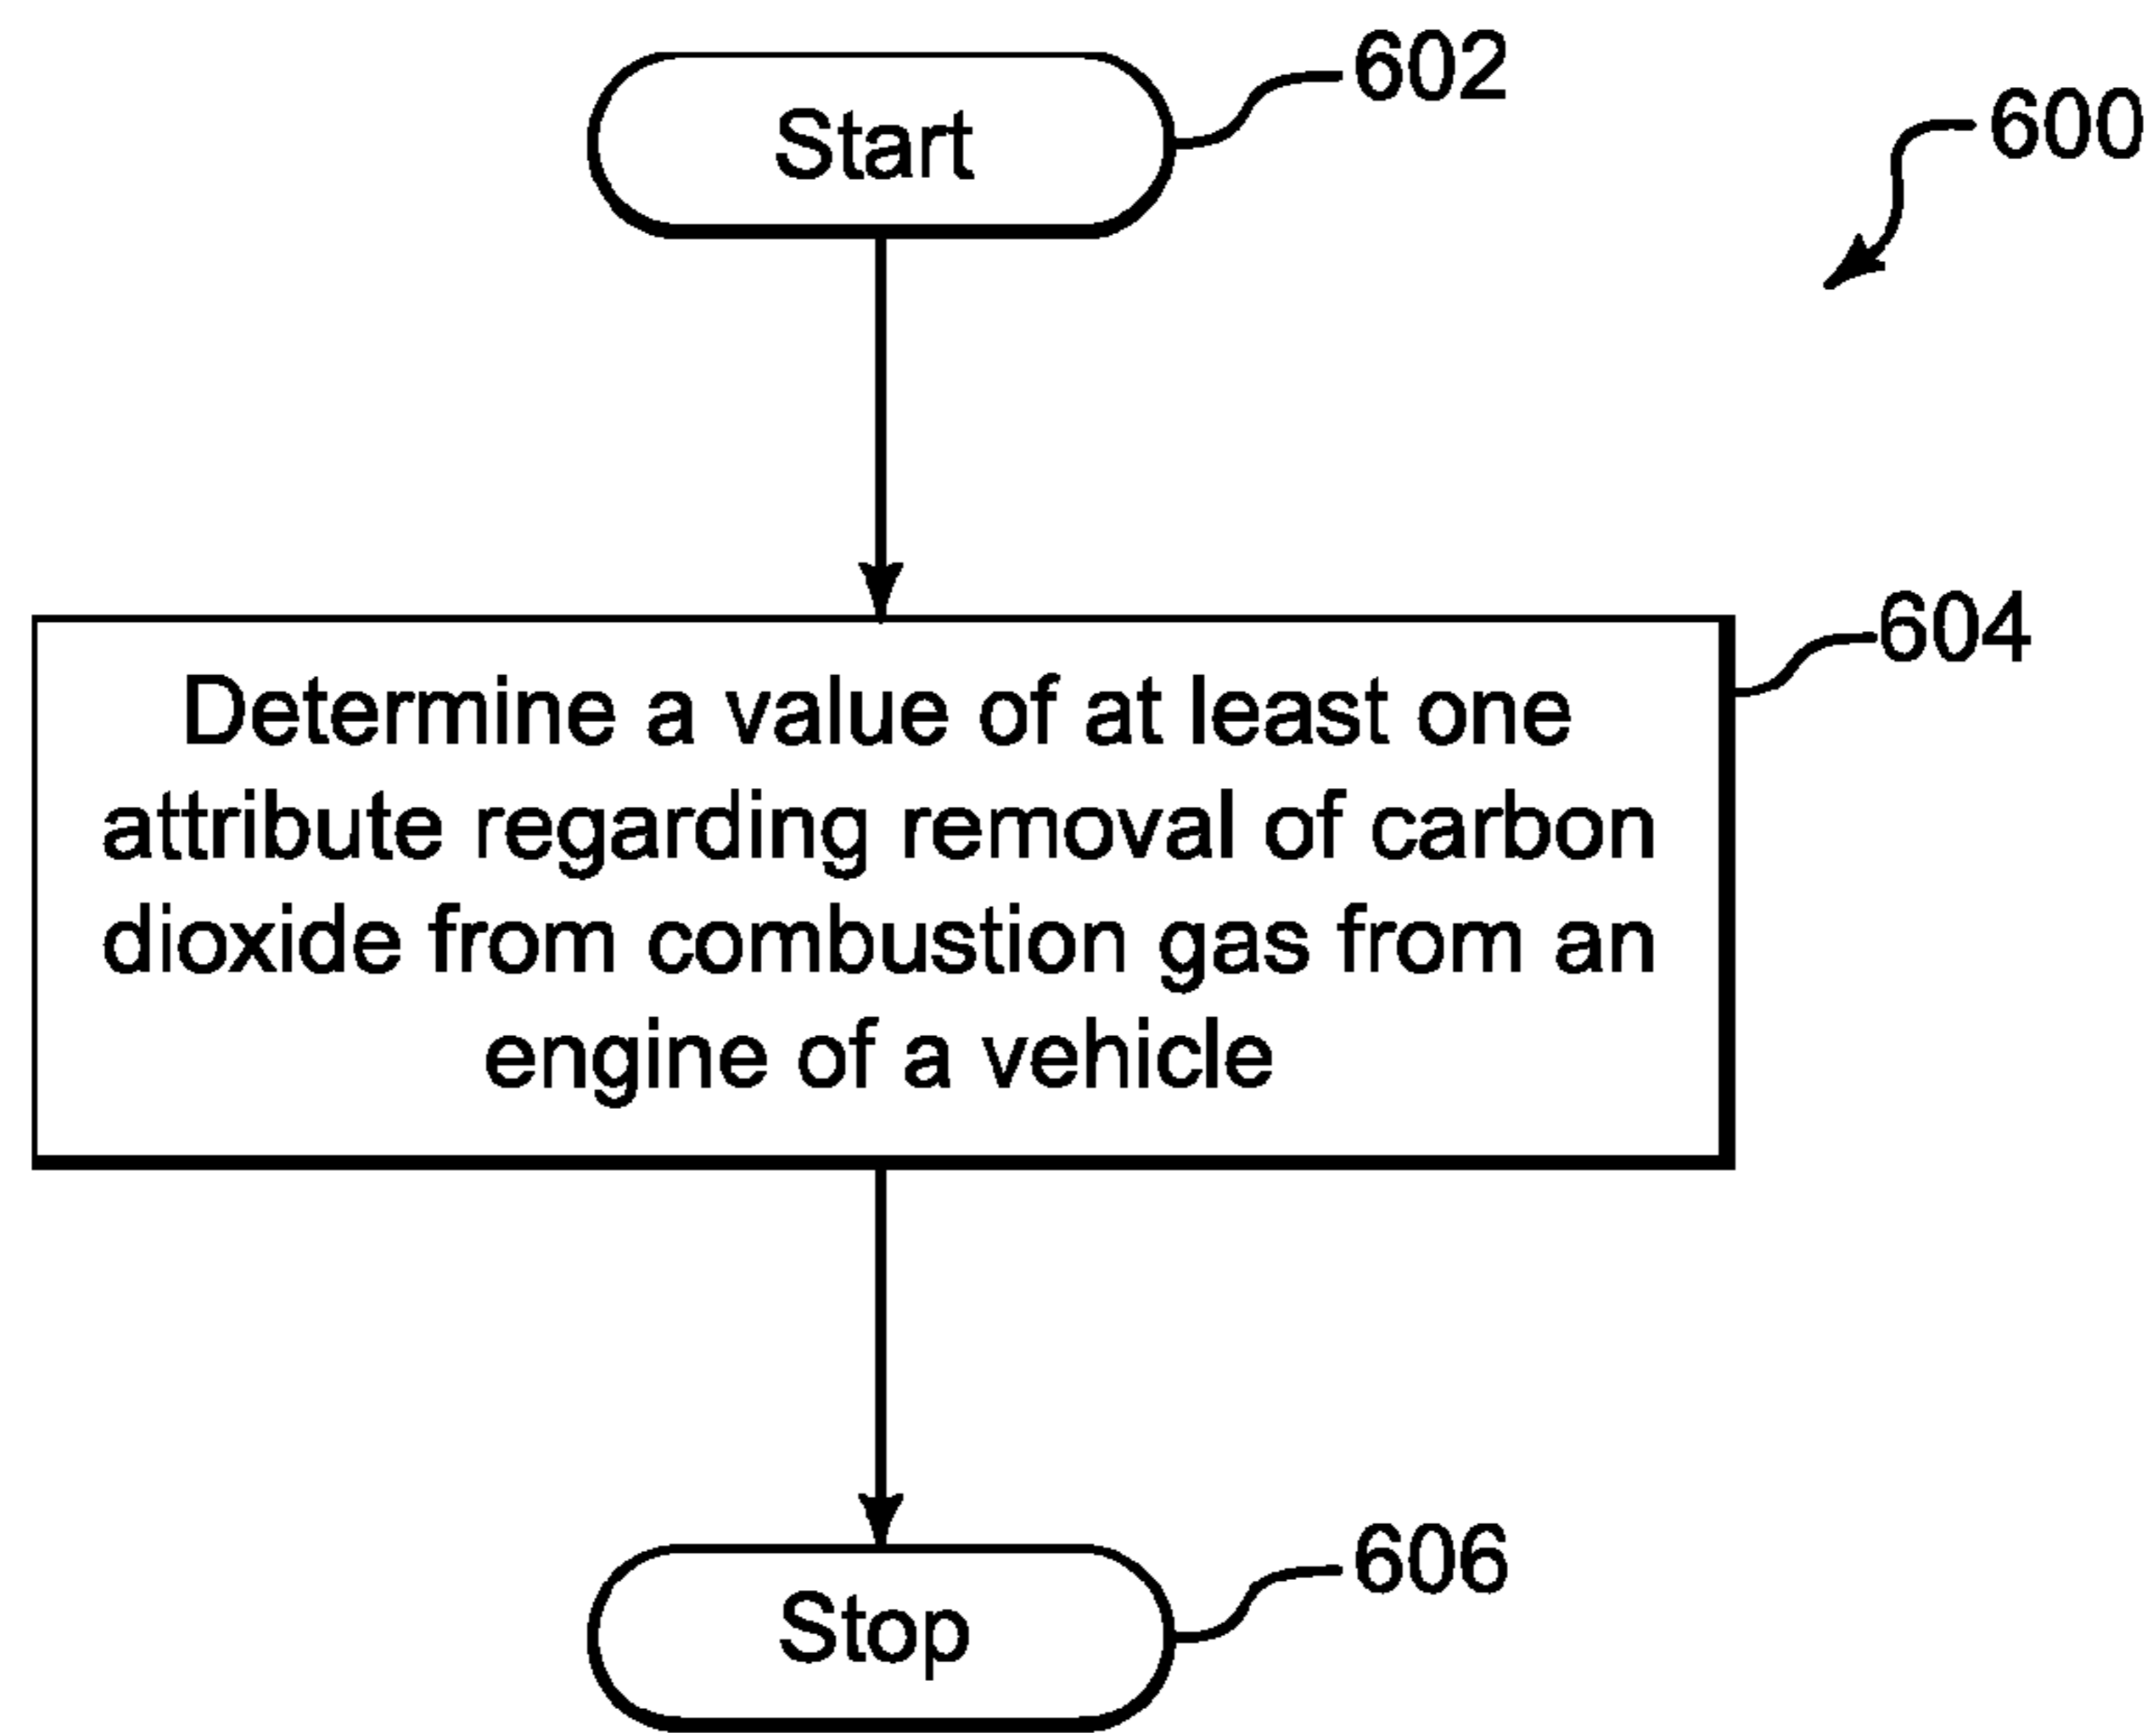 Start
602
600
Determine a value of at least one
attribute regarding removal of carbon
dioxide from combustion gas from an
engine of a vehicle
604
Stop
606